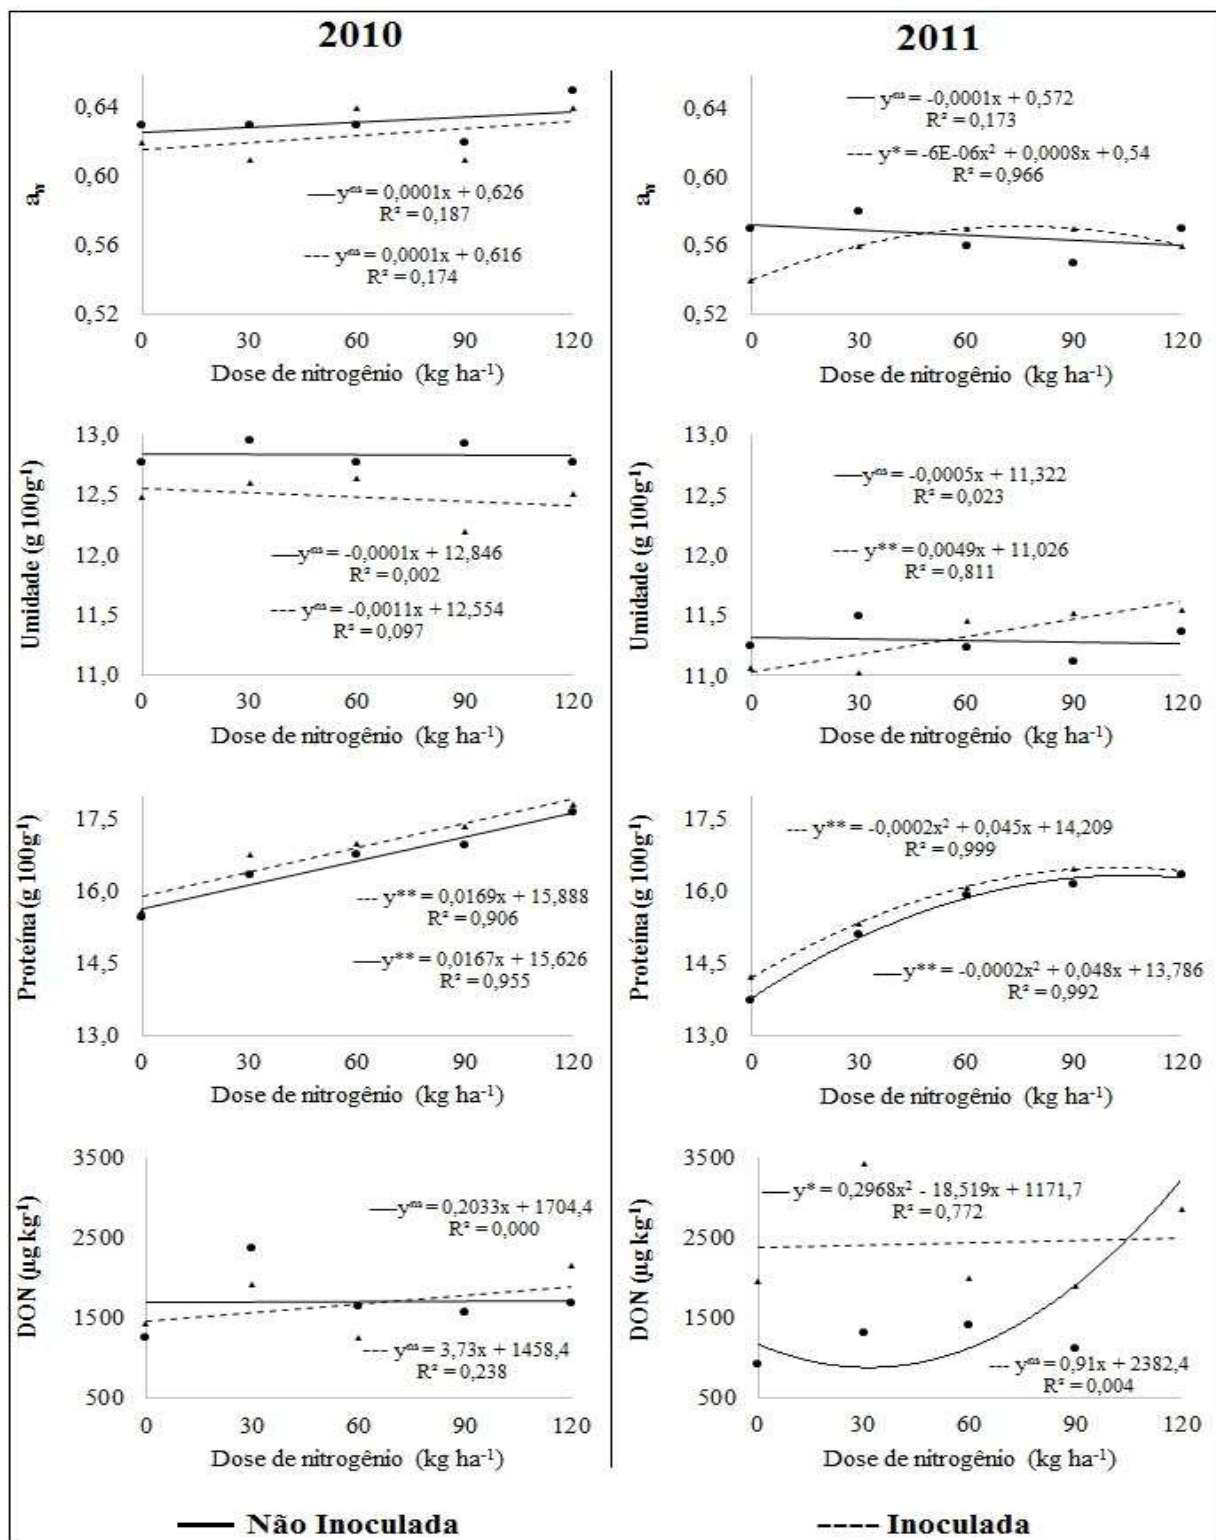 2010
2011
0,64
0,60
0,56
0,52
a_w
yⁿˢ = 0,0001x + 0,626
R² = 0,187
yⁿˢ = 0,0001x + 0,616
R² = 0,174
0 30 60 90 120
Dose de nitrogênio (kg ha⁻¹)
0,64
0,60
0,56
0,52
a_w
yⁿˢ = -0,0001x + 0,572
R² = 0,173
y* = -6E-06x² + 0,0008x + 0,54
R² = 0,966
0 30 60 90 120
Dose de nitrogênio (kg ha⁻¹)
13,0
12,5
12,0
11,5
11,0
Umidade (g 100g⁻¹)
yⁿˢ = -0,0001x + 12,846
R² = 0,002
yⁿˢ = -0,0011x + 12,554
R² = 0,097
0 30 60 90 120
Dose de nitrogênio (kg ha⁻¹)
13,0
12,5
12,0
11,5
11,0
Umidade (g 100g⁻¹)
yⁿˢ = -0,0005x + 11,322
R² = 0,023
y** = 0,0049x + 11,026
R² = 0,811
0 30 60 90 120
Dose de nitrogênio (kg ha⁻¹)
17,5
16,0
14,5
13,0
Proteína (g 100g⁻¹)
y** = 0,0169x + 15,888
R² = 0,906
y** = 0,0167x + 15,626
R² = 0,955
0 30 60 90 120
Dose de nitrogênio (kg ha⁻¹)
17,5
16,0
14,5
13,0
Proteína (g 100g⁻¹)
y** = -0,0002x² + 0,045x + 14,209
R² = 0,999
y** = -0,0002x² + 0,048x + 13,786
R² = 0,992
0 30 60 90 120
Dose de nitrogênio (kg ha⁻¹)
3500
2500
1500
500
DON (µg kg⁻¹)
yⁿˢ = 0,2033x + 1704,4
R² = 0,000
yⁿˢ = 3,73x + 1458,4
R² = 0,238
0 30 60 90 120
Dose de nitrogênio (kg ha⁻¹)
3500
2500
1500
500
DON (µg kg⁻¹)
y* = 0,2968x² - 18,519x + 1171,7
R² = 0,772
yⁿˢ = 0,91x + 2382,4
R² = 0,004
0 30 60 90 120
Dose de nitrogênio (kg ha⁻¹)
Não Inoculada
Inoculada